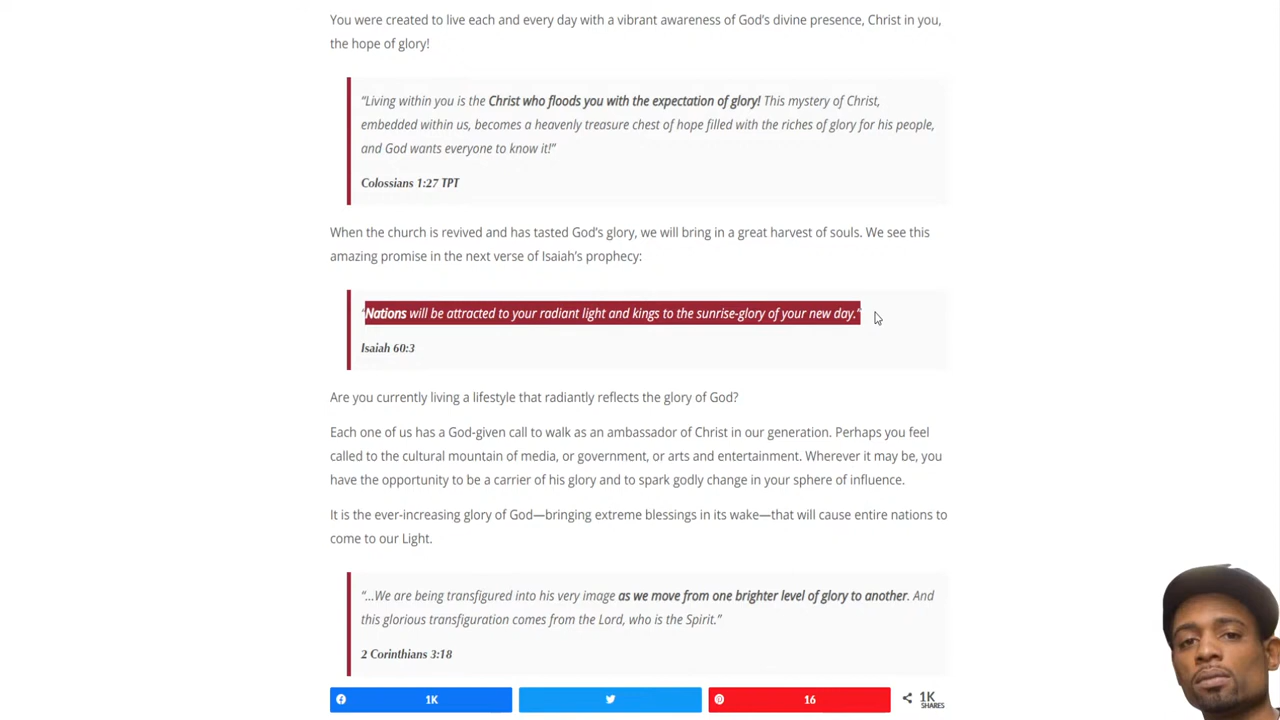 You were created to live each and every day with a vibrant awareness of God’s divine presence, Christ in you,
the hope of glory!
“Living within you is the Christ who floods you with the expectation of glory! This mystery of Christ,
embedded within us, becomes a heavenly treasure chest of hope filled with the riches of glory for his people,
and God wants everyone to know it!”
Colossians 1:27 TPT
When the church is revived and has tasted God’s glory, we will bring in a great harvest of souls. We see this
amazing promise in the next verse of Isaiah’s prophecy:
“Nations will be attracted to your radiant light and kings to the sunrise-glory of your new day.”
Isaiah 60:3
Are you currently living a lifestyle that radiantly reflects the glory of God?
Each one of us has a God-given call to walk as an ambassador of Christ in our generation. Perhaps you feel
called to the cultural mountain of media, or government, or arts and entertainment. Wherever it may be, you
have the opportunity to be a carrier of his glory and to spark godly change in your sphere of influence.
It is the ever-increasing glory of God—bringing extreme blessings in its wake—that will cause entire nations to
come to our Light.
“…We are being transfigured into his very image as we move from one brighter level of glory to another. And
this glorious transfiguration comes from the Lord, who is the Spirit.”
2 Corinthians 3:18
1K 16 1K
SHARES